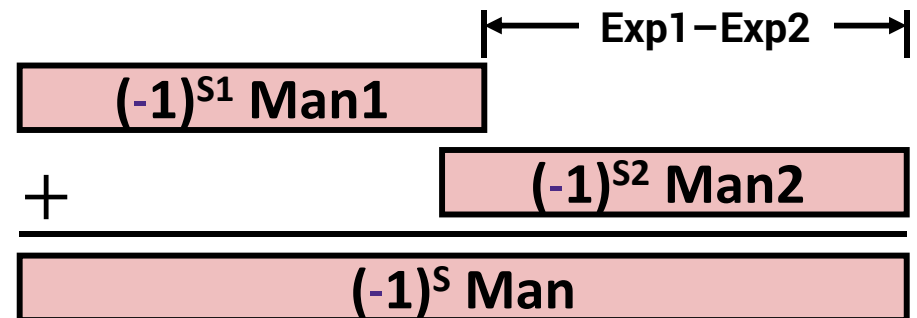 Exp1–Exp2
(-1)^S1 Man1
+
(-1)^S2 Man2
(-1)^S Man